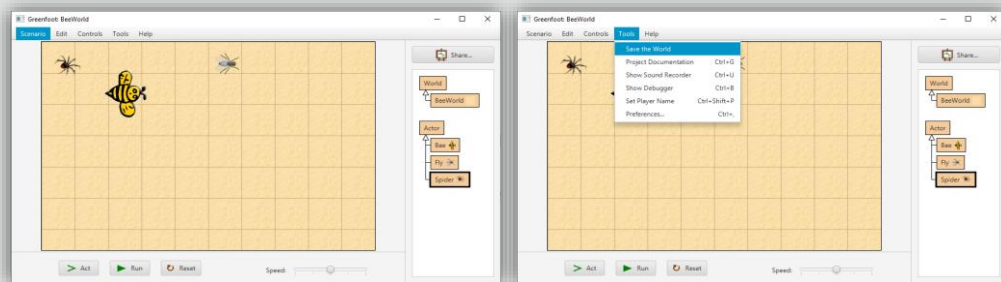 Greenfoot: BeeWorld
Scenario Edit Controls Tools Help
Share...
World
BeeWorld
Actor
Bee
Fly
Spider
> Act Run Reset Speed:
Greenfoot: BeeWorld
Scenario Edit Controls Tools Help
Save the World
Project Documentation Ctrl+G
Show Sound Recorder Ctrl+U
Show Debugger Ctrl+B
Set Player Name Ctrl+Shift+P
Preferences... Ctrl+,
Share...
World
BeeWorld
Actor
Bee
Fly
Spider
> Act Run Reset Speed: